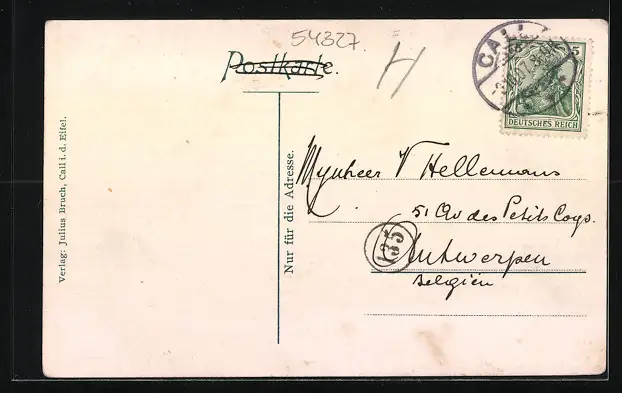 54327
Postkarte.
H
CALL
5
DEUTSCHES REICH
Verlag: Julius Bruch, Call i. d. Eifel.
Nur für die Adresse.
Mynheer V Hellemans
51 Av des Petits Coqs.
135
Antwerpen
Belgien